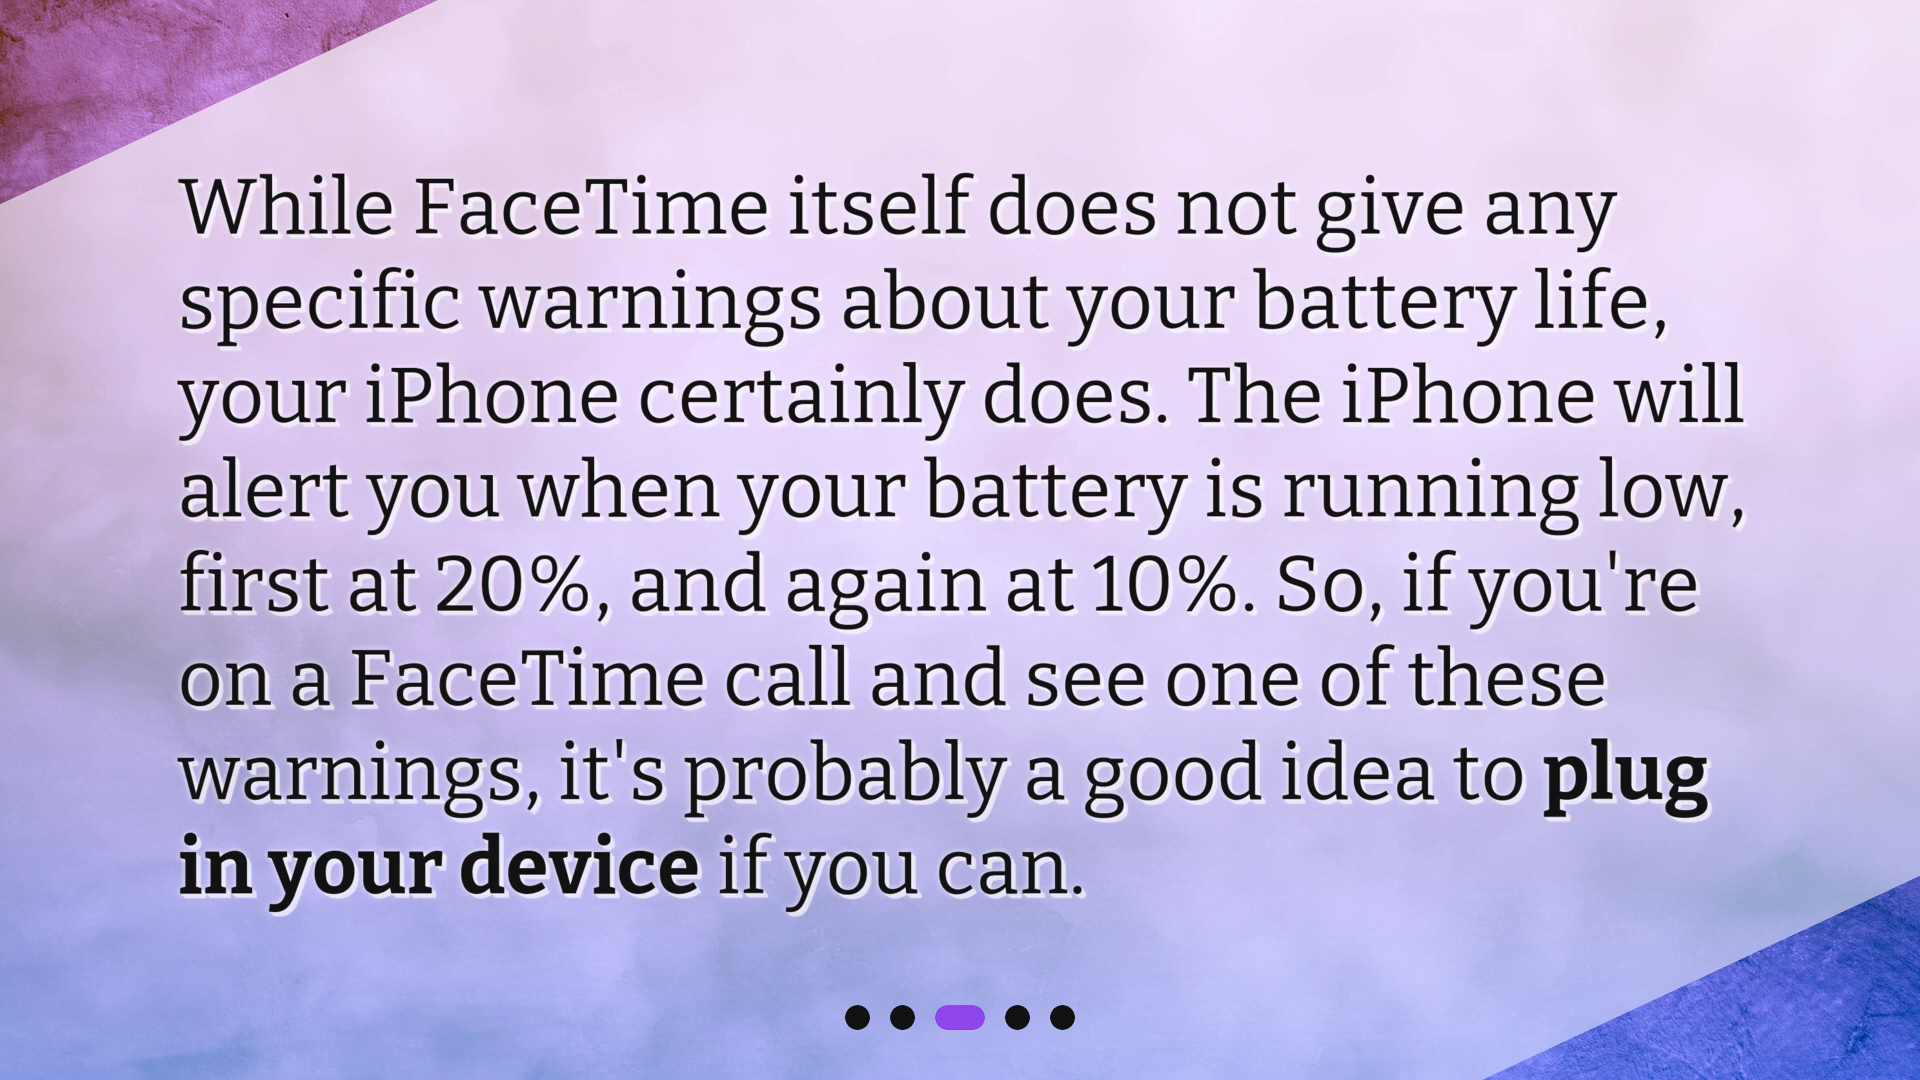 While FaceTime itself does not give any
specific warnings about your battery life,
your iPhone certainly does. The iPhone will
alert you when your battery is running low,
first at 20%, and again at 10%. So, if you're
on a FaceTime call and see one of these
warnings, it's probably a good idea to plug
in your device if you can.